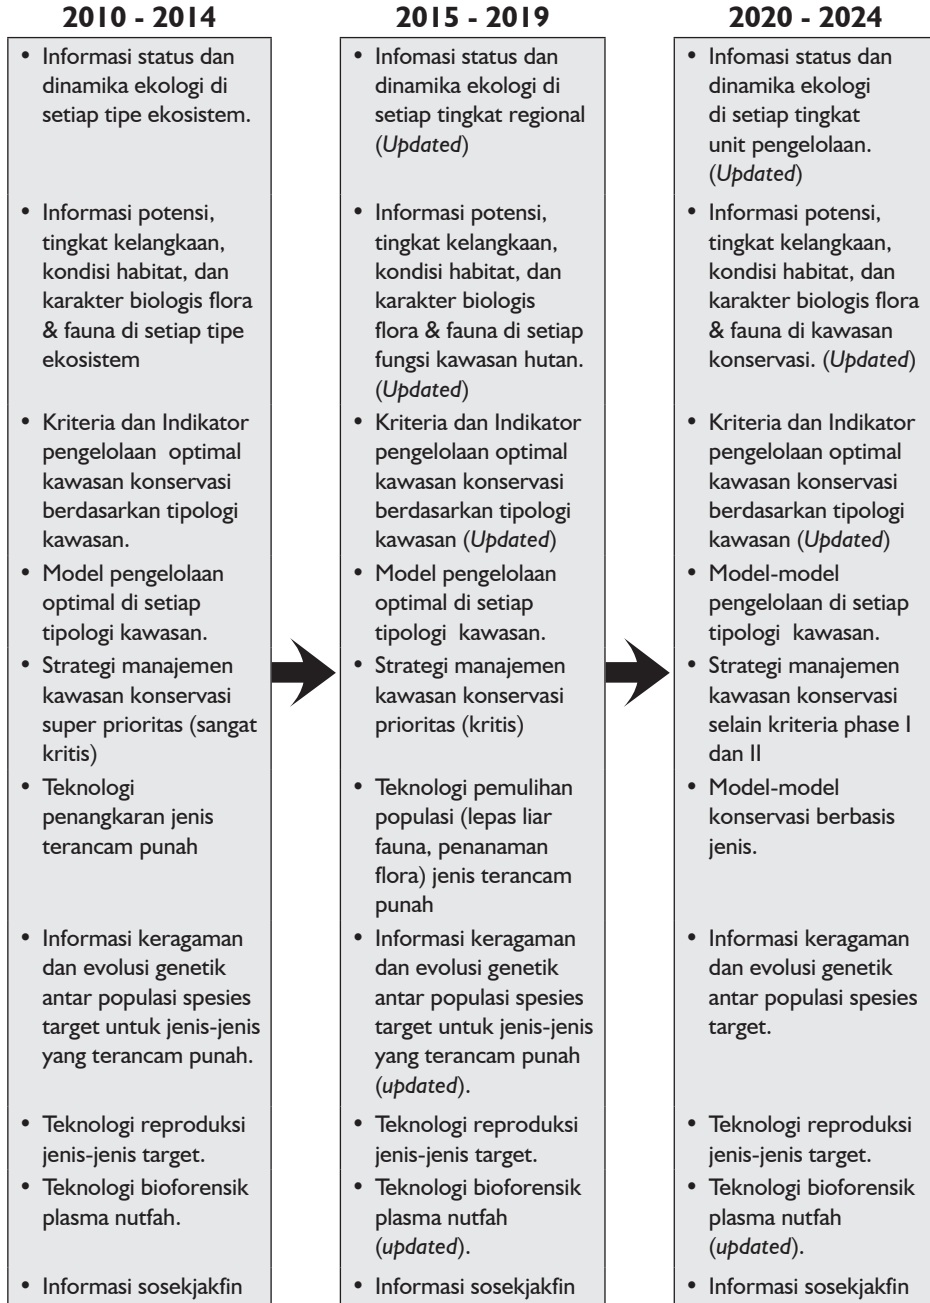 2010 - 2014
• Informasi status dan
dinamika ekologi di
setiap tipe ekosistem.
• Informasi potensi,
tingkat kelangkaan,
kondisi habitat, dan
karakter biologis flora
& fauna di setiap tipe
ekosistem
• Kriteria dan Indikator
pengelolaan optimal
kawasan konservasi
berdasarkan tipologi
kawasan.
• Model pengelolaan
optimal di setiap
tipologi kawasan.
• Strategi manajemen
kawasan konservasi
super prioritas (sangat
kritis)
• Teknologi
penangkaran jenis
terancam punah
• Informasi keragaman
dan evolusi genetik
antar populasi spesies
target untuk jenis-jenis
yang terancam punah.
• Teknologi reproduksi
jenis-jenis target.
• Teknologi bioforensik
plasma nutfah.
• Informasi sosekjakfin
2015 - 2019
• Infomasi status dan
dinamika ekologi di
setiap tingkat regional
(Updated)
• Informasi potensi,
tingkat kelangkaan,
kondisi habitat, dan
karakter biologis
flora & fauna di setiap
fungsi kawasan hutan.
(Updated)
• Kriteria dan Indikator
pengelolaan optimal
kawasan konservasi
berdasarkan tipologi
kawasan (Updated)
• Model pengelolaan
optimal di setiap
tipologi kawasan.
• Strategi manajemen
kawasan konservasi
prioritas (kritis)
• Teknologi pemulihan
populasi (lepas liar
fauna, penanaman
flora) jenis terancam
punah
• Informasi keragaman
dan evolusi genetik
antar populasi spesies
target untuk jenis-jenis
yang terancam punah
(updated).
• Teknologi reproduksi
jenis-jenis target.
• Teknologi bioforensik
plasma nutfah
(updated).
• Informasi sosekjakfin
2020 - 2024
• Infomasi status dan
dinamika ekologi
di setiap tingkat
unit pengelolaan.
(Updated)
• Informasi potensi,
tingkat kelangkaan,
kondisi habitat, dan
karakter biologis flora
& fauna di kawasan
konservasi. (Updated)
• Kriteria dan Indikator
pengelolaan optimal
kawasan konservasi
berdasarkan tipologi
kawasan (Updated)
• Model-model
pengelolaan di setiap
tipologi kawasan.
• Strategi manajemen
kawasan konservasi
selain kriteria phase I
dan II
• Model-model
konservasi berbasis
jenis.
• Informasi keragaman
dan evolusi genetik
antar populasi spesies
target.
• Teknologi reproduksi
jenis-jenis target.
• Teknologi bioforensik
plasma nutfah
(updated).
• Informasi sosekjakfin